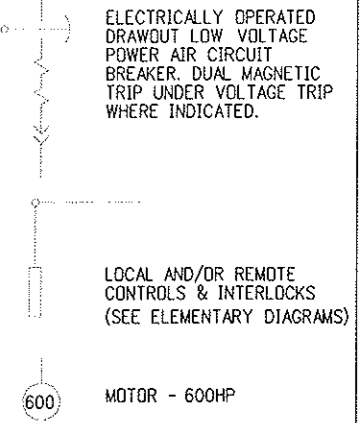 ELECTRICALLY OPERATED
DRAWOUT LOW VOLTAGE
POWER AIR CIRCUIT
BREAKER. DUAL MAGNETIC
TRIP UNDER VOLTAGE TRIP
WHERE INDICATED.
LOCAL AND/OR REMOTE
CONTROLS & INTERLOCKS
(SEE ELEMENTARY DIAGRAMS)
600 MOTOR - 600HP